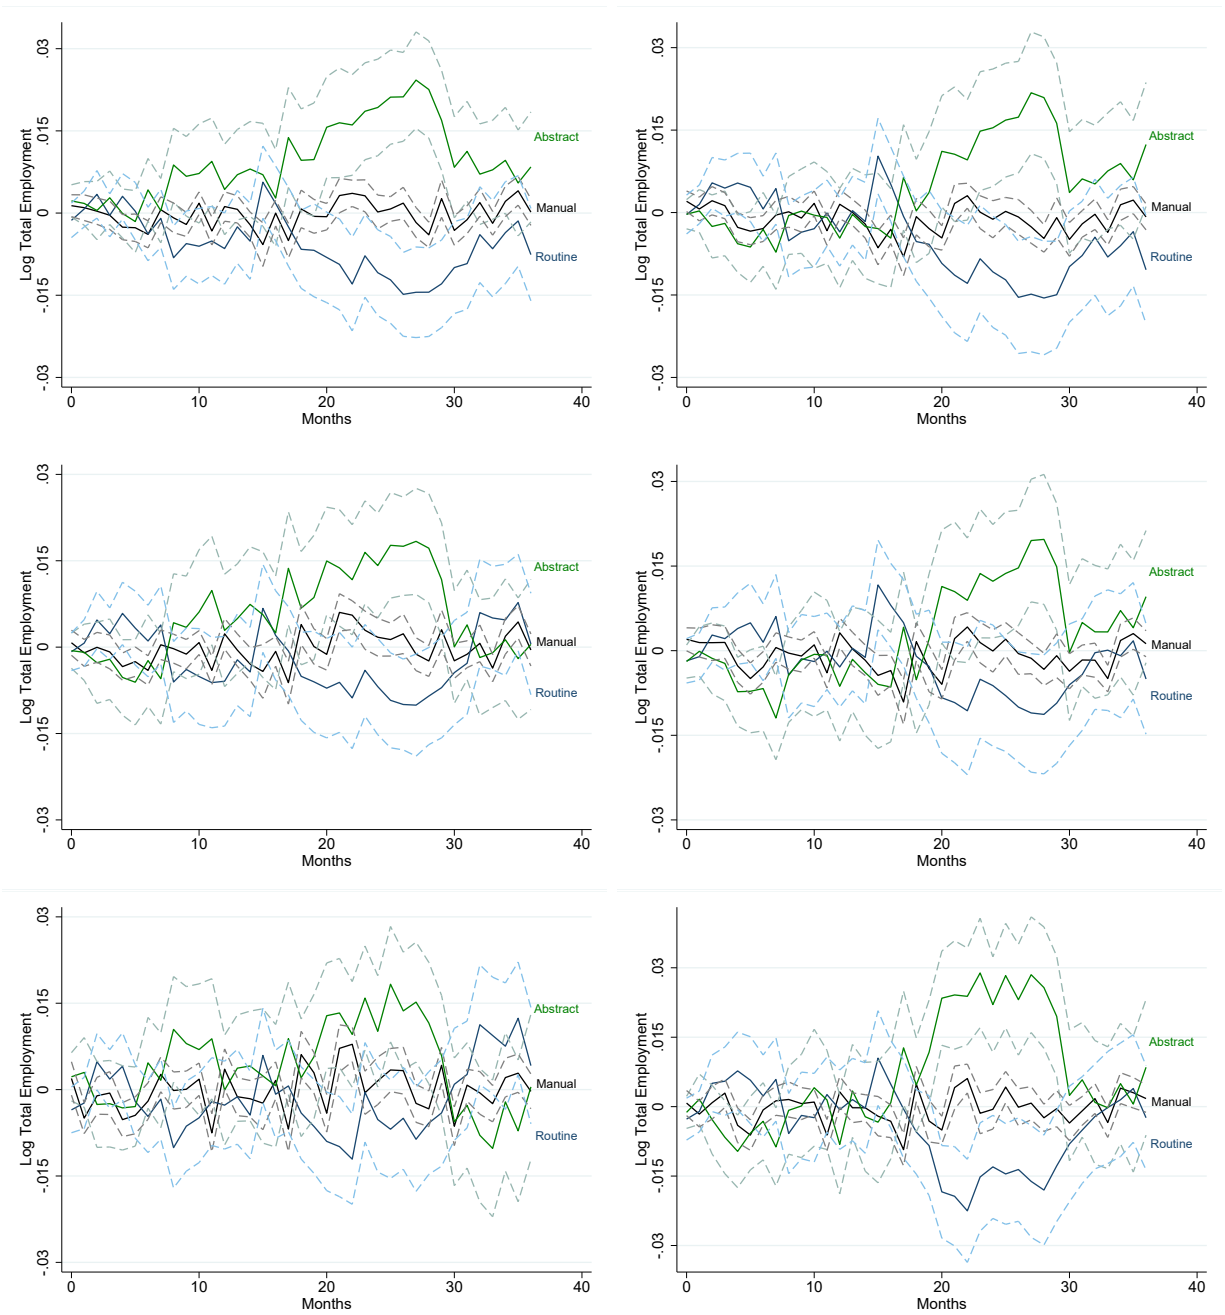 .03
.015
0
-.015
-.03
Log Total Employment
Abstract
Manual
Routine
0 10 20 30 40
Months
.03
.015
0
-.015
-.03
Log Total Employment
Abstract
Manual
Routine
0 10 20 30 40
Months
.03
.015
0
-.015
-.03
Log Total Employment
Abstract
Manual
Routine
0 10 20 30 40
Months
.03
.015
0
-.015
-.03
Log Total Employment
Abstract
Manual
Routine
0 10 20 30 40
Months
.03
.015
0
-.015
-.03
Log Total Employment
Abstract
Manual
Routine
0 10 20 30 40
Months
.03
.015
0
-.015
-.03
Log Total Employment
Abstract
Manual
Routine
0 10 20 30 40
Months